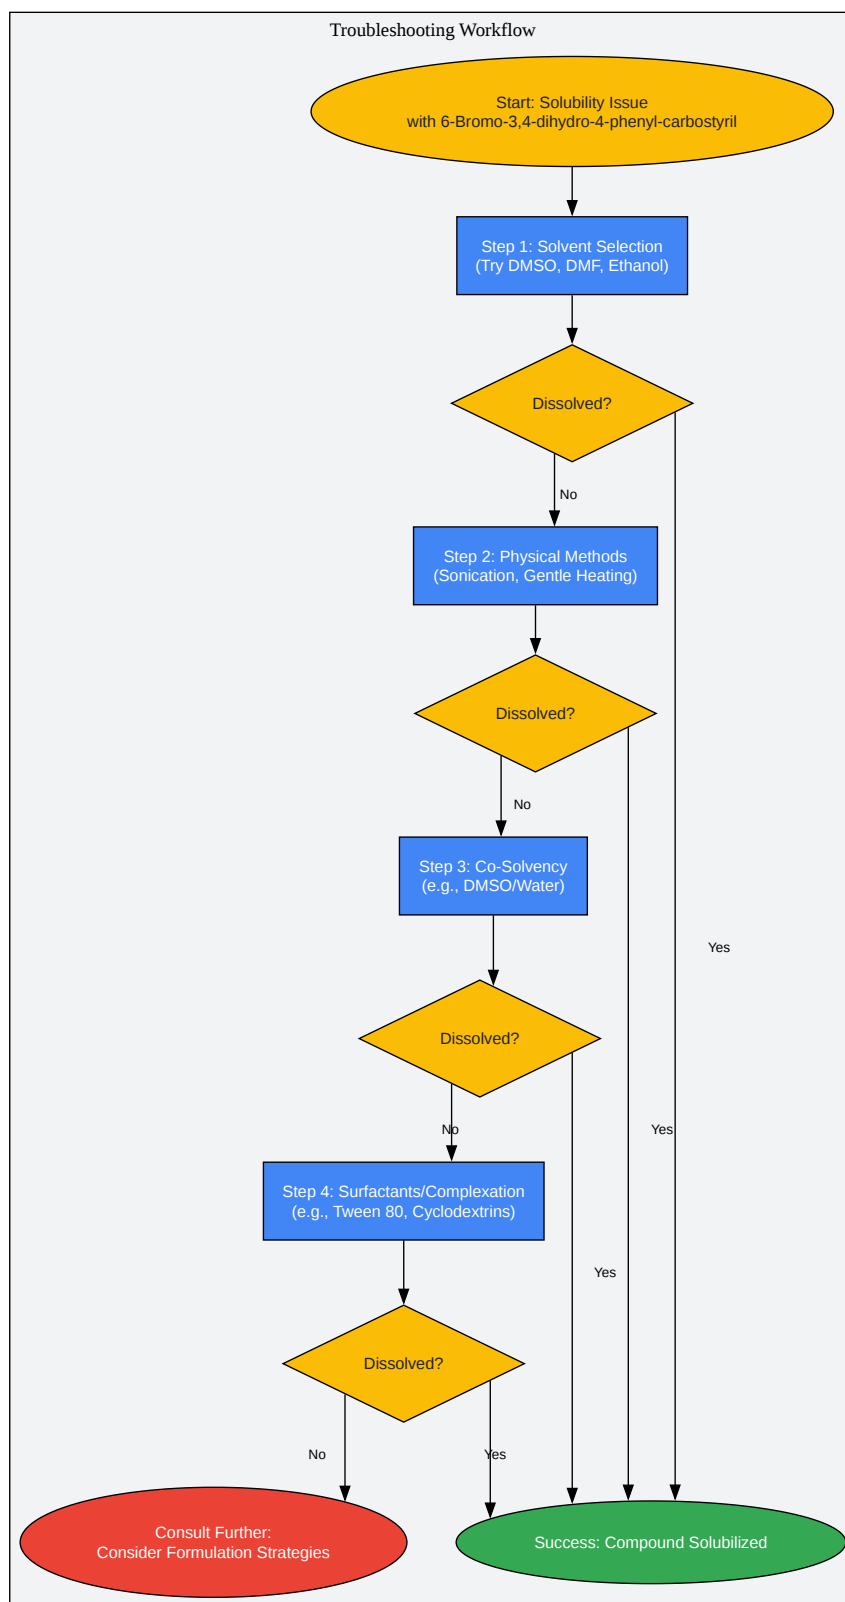 Troubleshooting Workflow
Start: Solubility Issue
with 6-Bromo-3,4-dihydro-4-phenyl-carbostyril
Step 1: Solvent Selection
(Try DMSO, DMF, Ethanol)
Dissolved?
No
Step 2: Physical Methods
(Sonication, Gentle Heating)
Dissolved?
No
Step 3: Co-Solvency
(e.g., DMSO/Water)
Yes
Dissolved?
No
Yes
Step 4: Surfactants/Complexation
(e.g., Tween 80, Cyclodextrins)
Yes
Dissolved?
No
Yes
Consult Further:
Consider Formulation Strategies
Success: Compound Solubilized